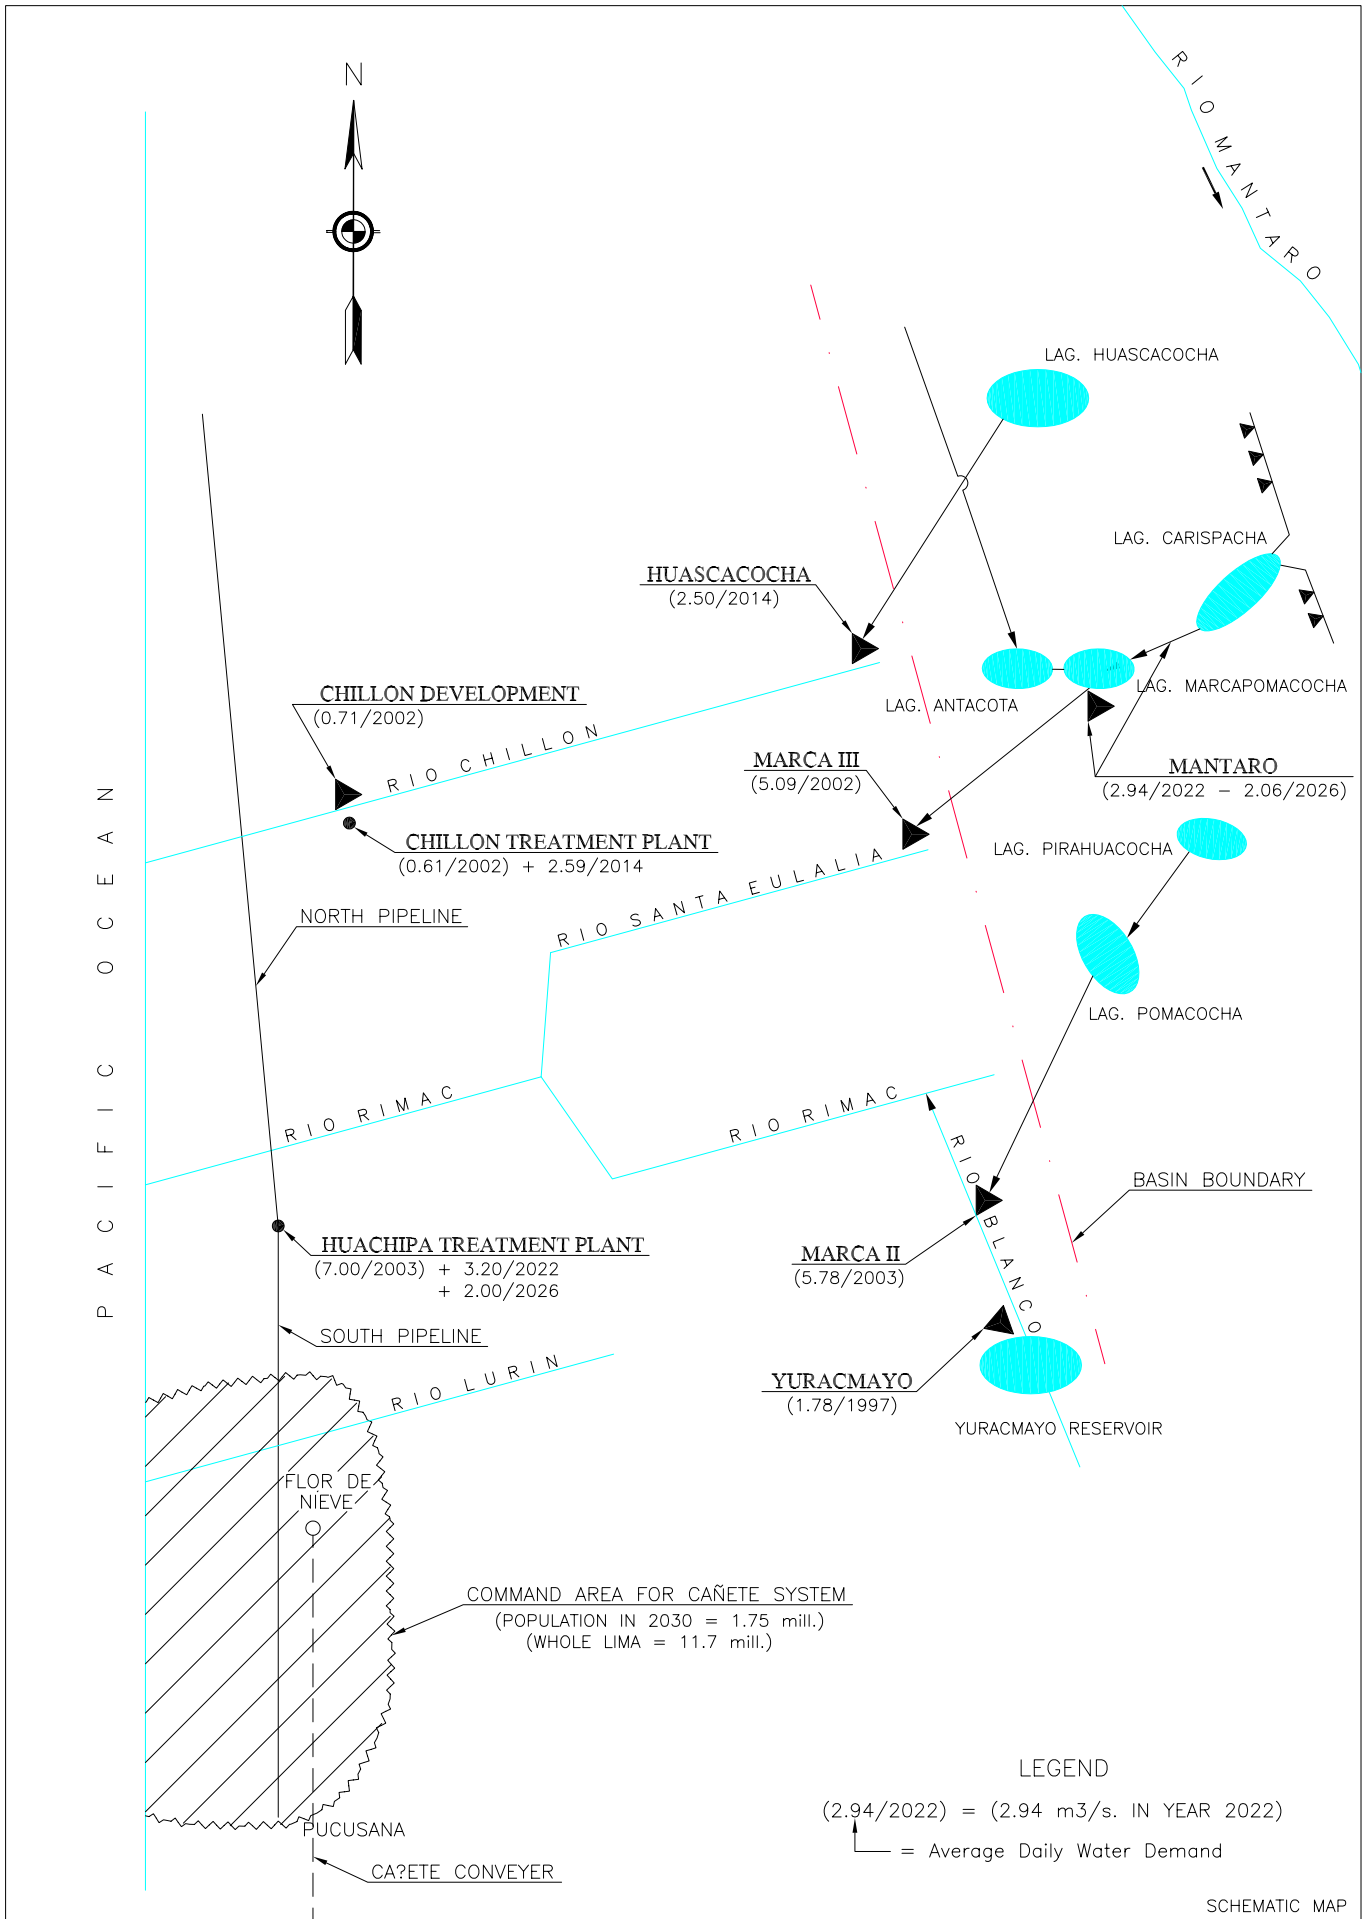 N
RIO MANTARO
LAG. HUASCACOCHA
LAG. CARISPACHA
HUASCACOCHA
(2.50/2014)
LAG. MARCAPOMACOCHA
LAG. ANTACOTA
CHILLON DEVELOPMENT
(0.71/2002)
RIO CHILLON
MARCA III
(5.09/2002)
MANTARO
(2.94/2022 – 2.06/2026)
CHILLON TREATMENT PLANT
(0.61/2002) + 2.59/2014
LAG. PIRAHUACOCHA
RIO SANTA EULALIA
NORTH PIPELINE
LAG. POMACOCHA
PACIFIC OCEAN
RIO RIMAC
RIO RIMAC
RIO BLANCO
BASIN BOUNDARY
HUACHIPA TREATMENT PLANT
(7.00/2003) + 3.20/2022
+ 2.00/2026
MARCA II
(5.78/2003)
SOUTH PIPELINE
RIO LURIN
YURACMAYO
(1.78/1997)
YURACMAYO RESERVOIR
FLOR DE
NIEVE
COMMAND AREA FOR CAÑETE SYSTEM
(POPULATION IN 2030 = 1.75 mill.)
(WHOLE LIMA = 11.7 mill.)
LEGEND
(2.94/2022) = (2.94 m3/s. IN YEAR 2022)
= Average Daily Water Demand
PUCUSANA
CA?ETE CONVEYER
SCHEMATIC MAP